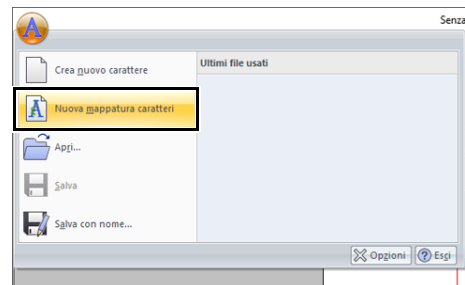 Senza
Crea nuovo carattere
Ultimi file usati
Nuova mappatura caratteri
Apri...
Salva
Salva con nome...
Opzioni
Esci